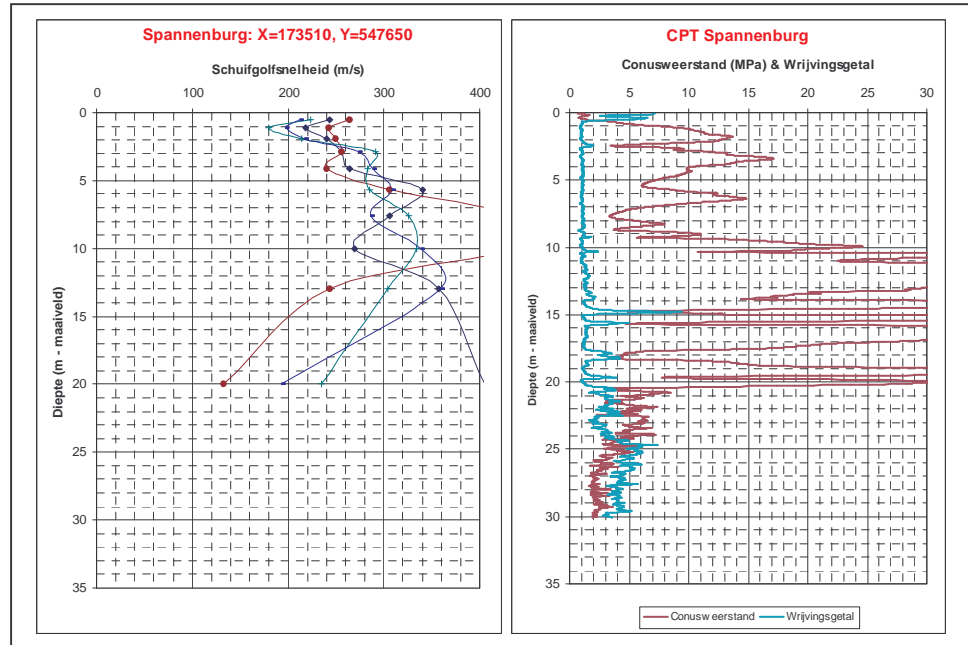 Spannenburg: X=173510, Y=547650
Schuifgolfsnelheid (m/s)
0 100 200 300 400
0
5
10
15
20
25
30
35
Diepte (m - maaiveld)
CPT Spannenburg
Conusweerstand (MPa) & Wrijvingsgetal
0 5 10 15 20 25 30
0
5
10
15
20
25
30
35
Diepte (m - maaiveld)
Conusweerstand Wrijvingsgetal